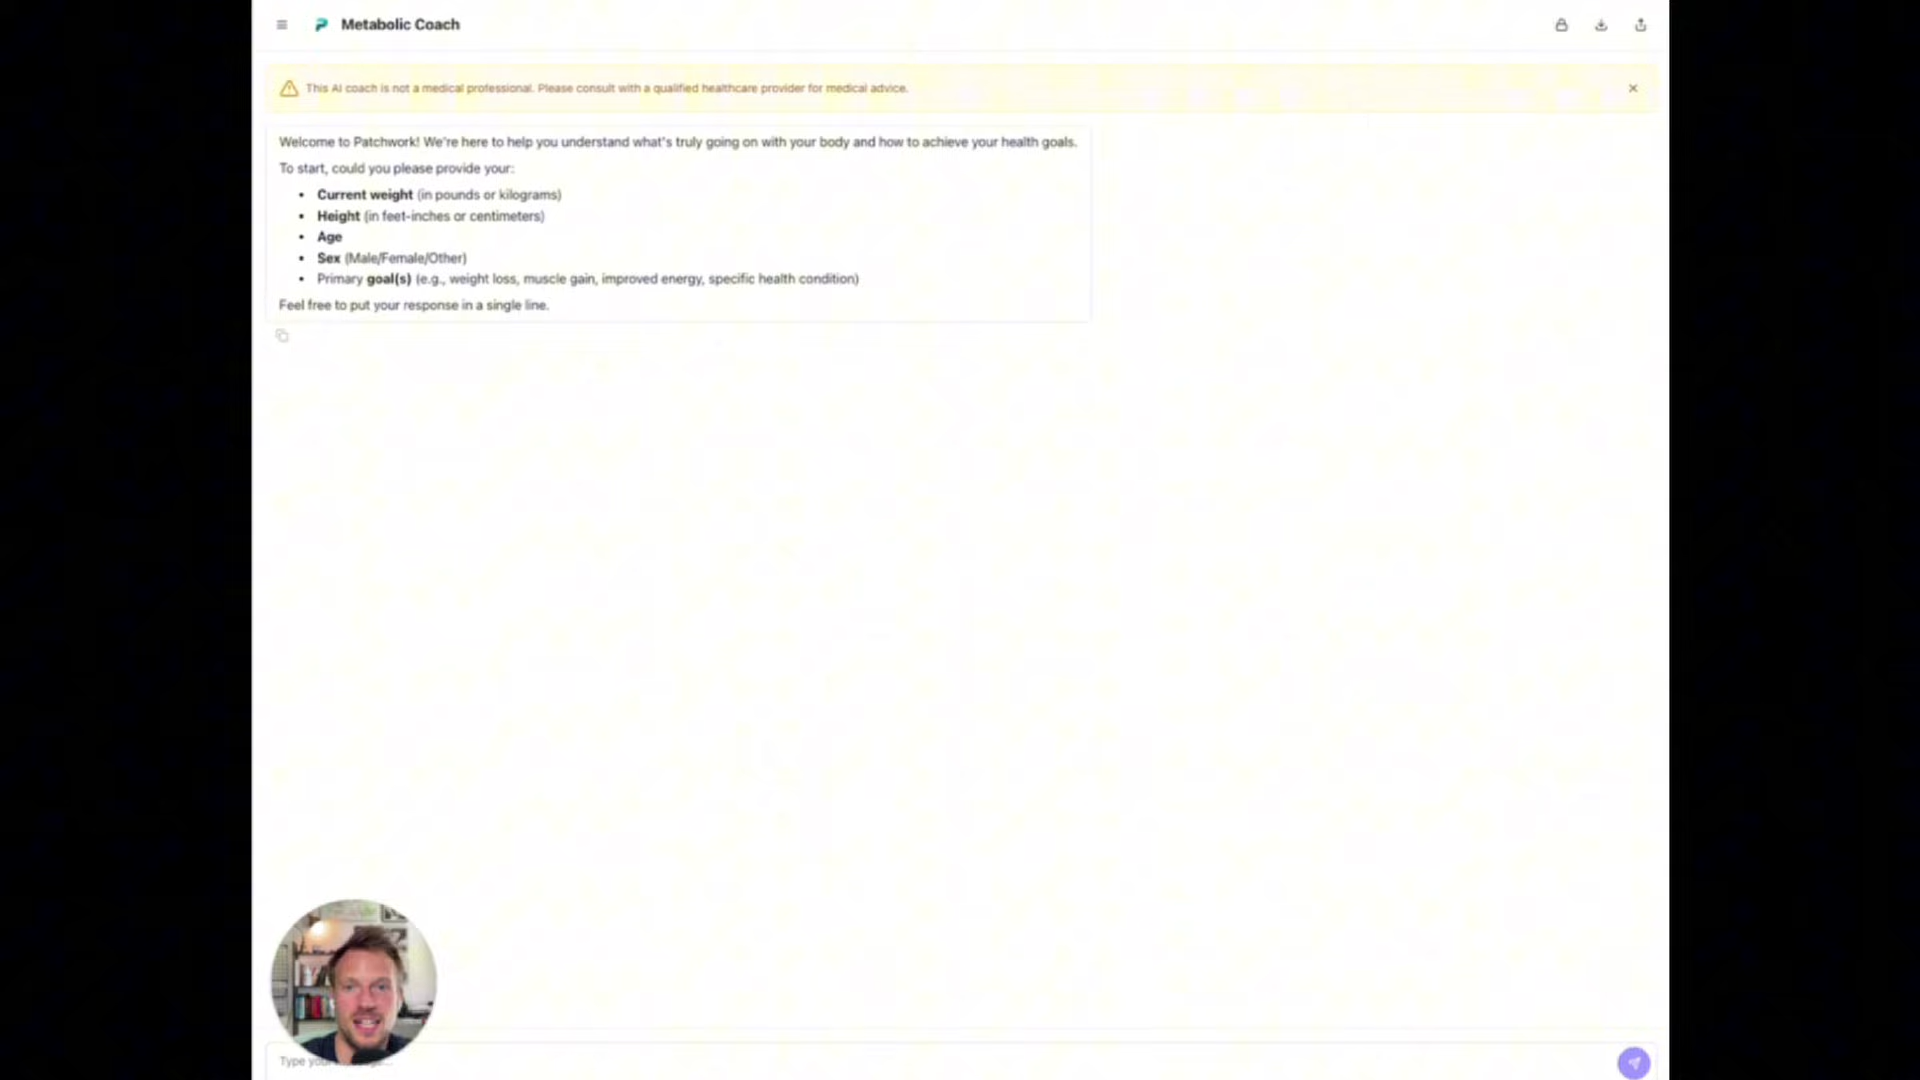 Metabolic Coach
This AI coach is not a medical professional. Please consult with a qualified healthcare provider for medical advice.
Welcome to Patchwork! We're here to help you understand what's truly going on with your body and how to achieve your health goals.
To start, could you please provide your:
• Current weight (in pounds or kilograms)
• Height (in feet-inches or centimeters)
• Age
• Sex (Male/Female/Other)
• Primary goal(s) (e.g., weight loss, muscle gain, improved energy, specific health condition)
Feel free to put your response in a single line.
Type